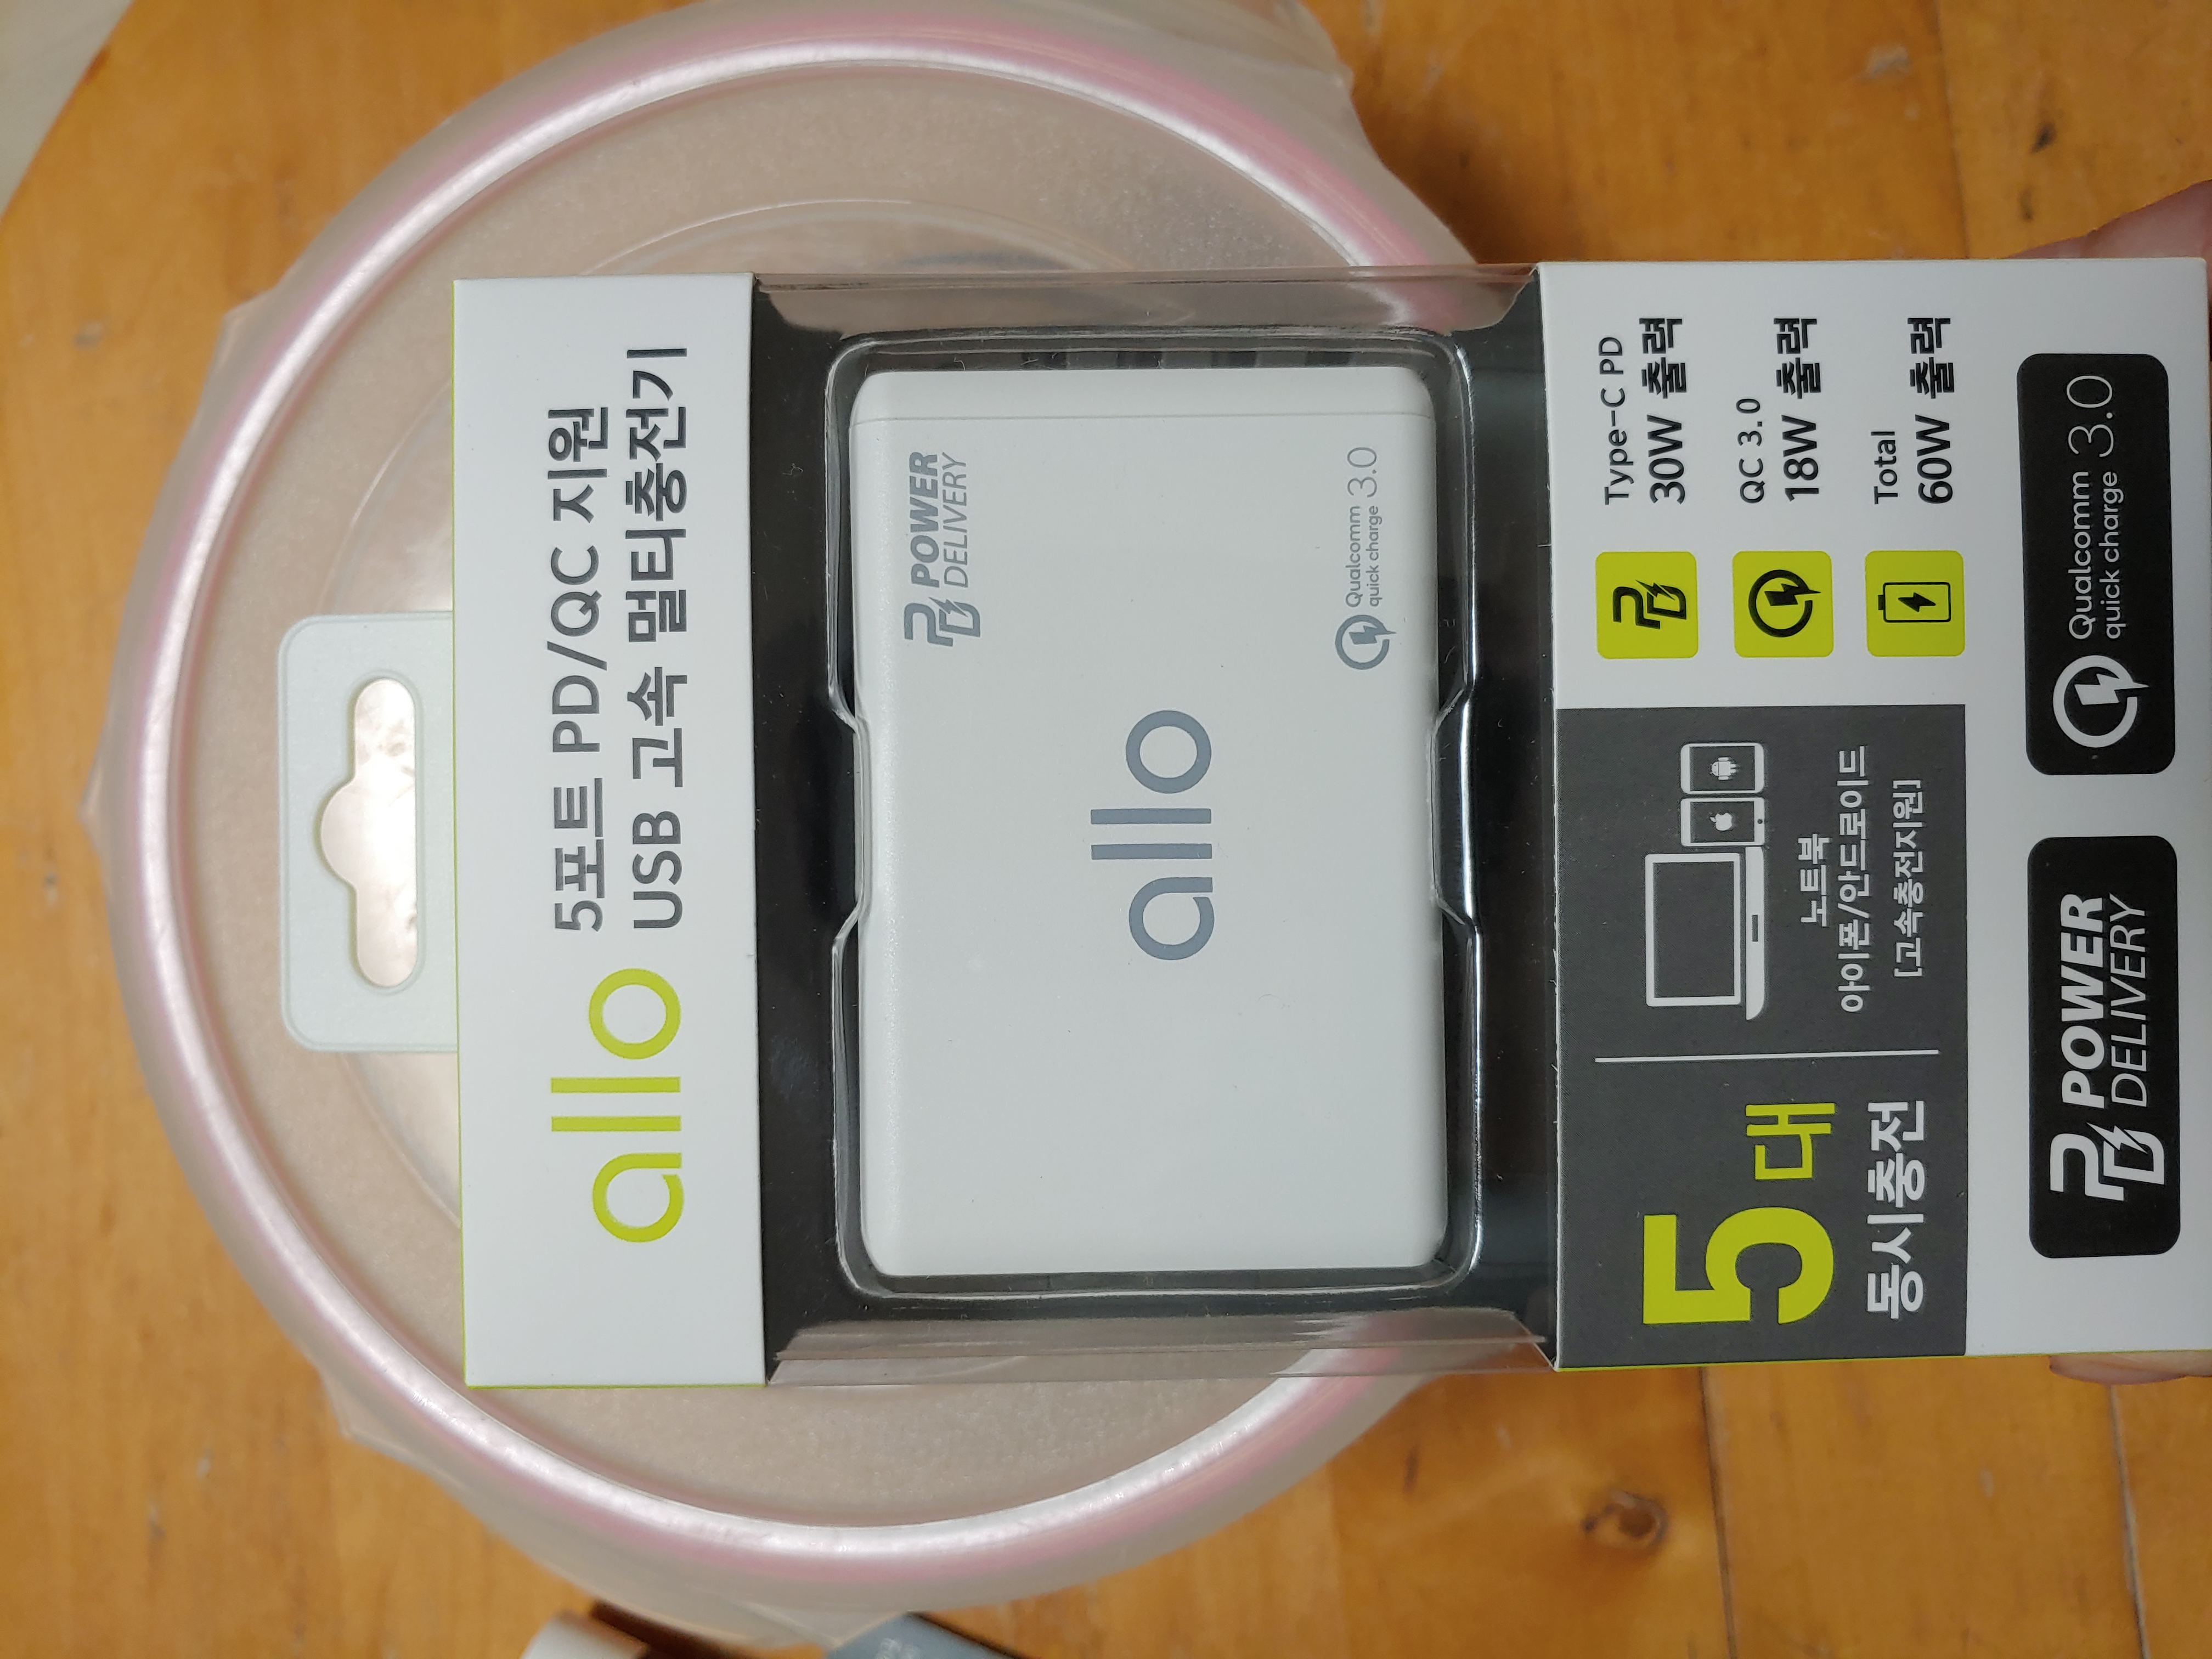 allo
5포트 PD/QC 지원
USB 고속 멀티충전기
POWER
DELIVERY
Qualcomm
quick charge 3.0
allo
5대
동시충전
노트북
아이폰/안드로이드
[고속충전지원]
Type-C PD
30W 출력
QC 3.0
18W 출력
Total
60W 출력
POWER
DELIVERY
Qualcomm
quick charge 3.0